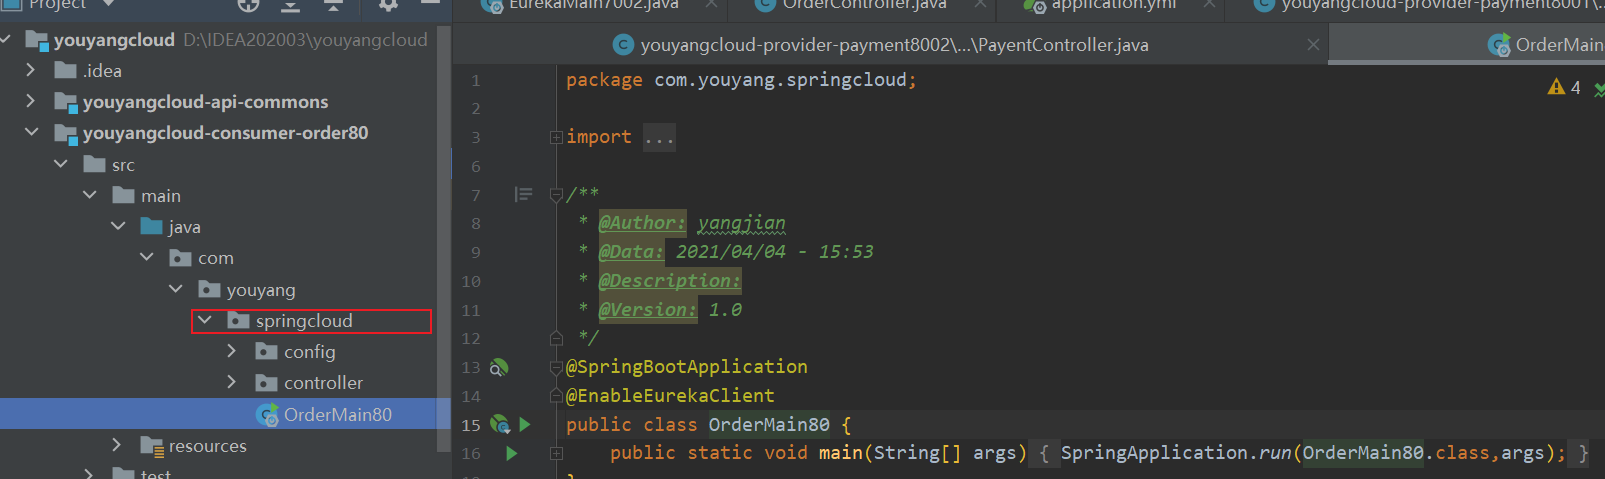 Project
EurekaMain7002.java
OrderController.java
application.yml
youyangcloud-provider-payment8001\...
youyangcloud-provider-payment8002\...\PayentController.java
OrderMain
youyangcloud D:\IDEA202003\youyangcloud
.idea
youyangcloud-api-commons
youyangcloud-consumer-order80
src
main
java
com
youyang
springcloud
config
controller
OrderMain80
resources
test
4
1 package com.youyang.springcloud;
2
3 import ...
6
7 /**
8 * @Author: yangjian
9 * @Data: 2021/04/04 - 15:53
10 * @Description:
11 * @Version: 1.0
12 */
13 @SpringBootApplication
14 @EnableEurekaClient
15 public class OrderMain80 {
16 public static void main(String[] args) { SpringApplication.run(OrderMain80.class,args); }